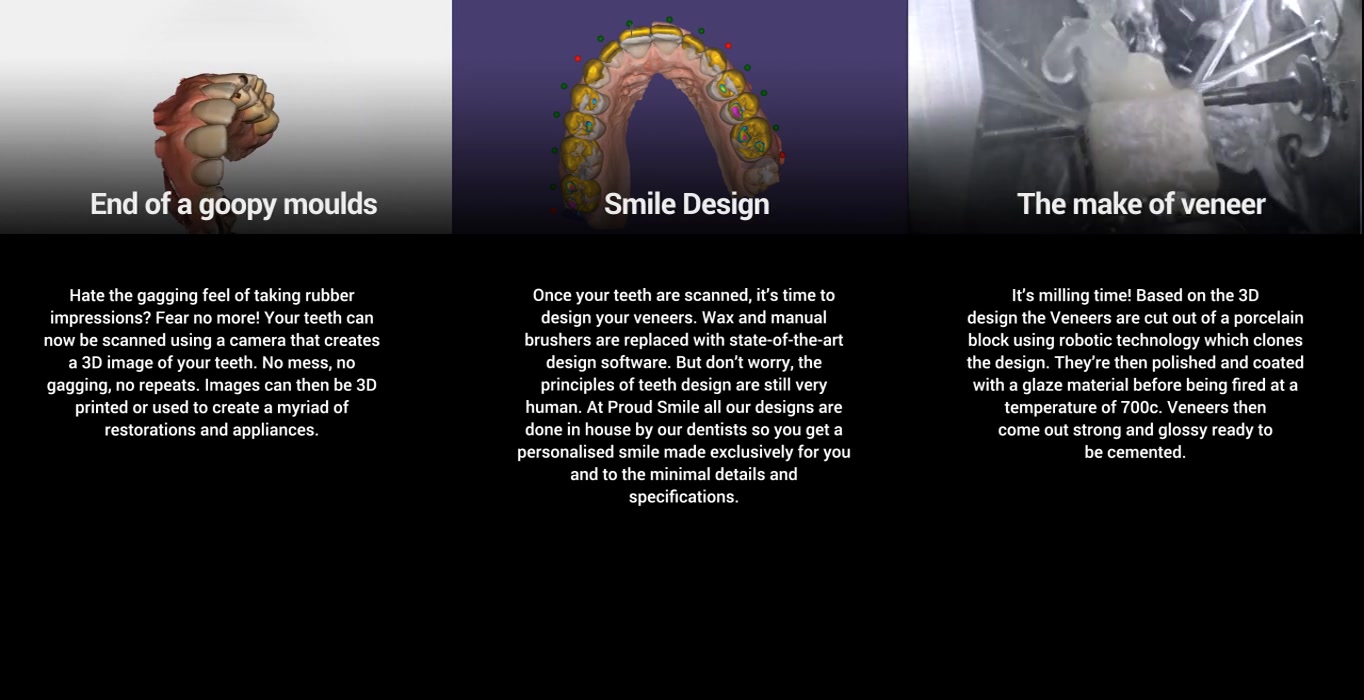 End of a goopy moulds
Hate the gagging feel of taking rubber
impressions? Fear no more! Your teeth can
now be scanned using a camera that creates
a 3D image of your teeth. No mess, no
gagging, no repeats. Images can then be 3D
printed or used to create a myriad of
restorations and appliances.
Smile Design
Once your teeth are scanned, it’s time to
design your veneers. Wax and manual
brushers are replaced with state-of-the-art
design software. But don’t worry, the
principles of teeth design are still very
human. At Proud Smile all our designs are
done in house by our dentists so you get a
personalised smile made exclusively for you
and to the minimal details and
specifications.
The make of veneer
It’s milling time! Based on the 3D
design the Veneers are cut out of a porcelain
block using robotic technology which clones
the design. They’re then polished and coated
with a glaze material before being fired at a
temperature of 700c. Veneers then
come out strong and glossy ready to
be cemented.